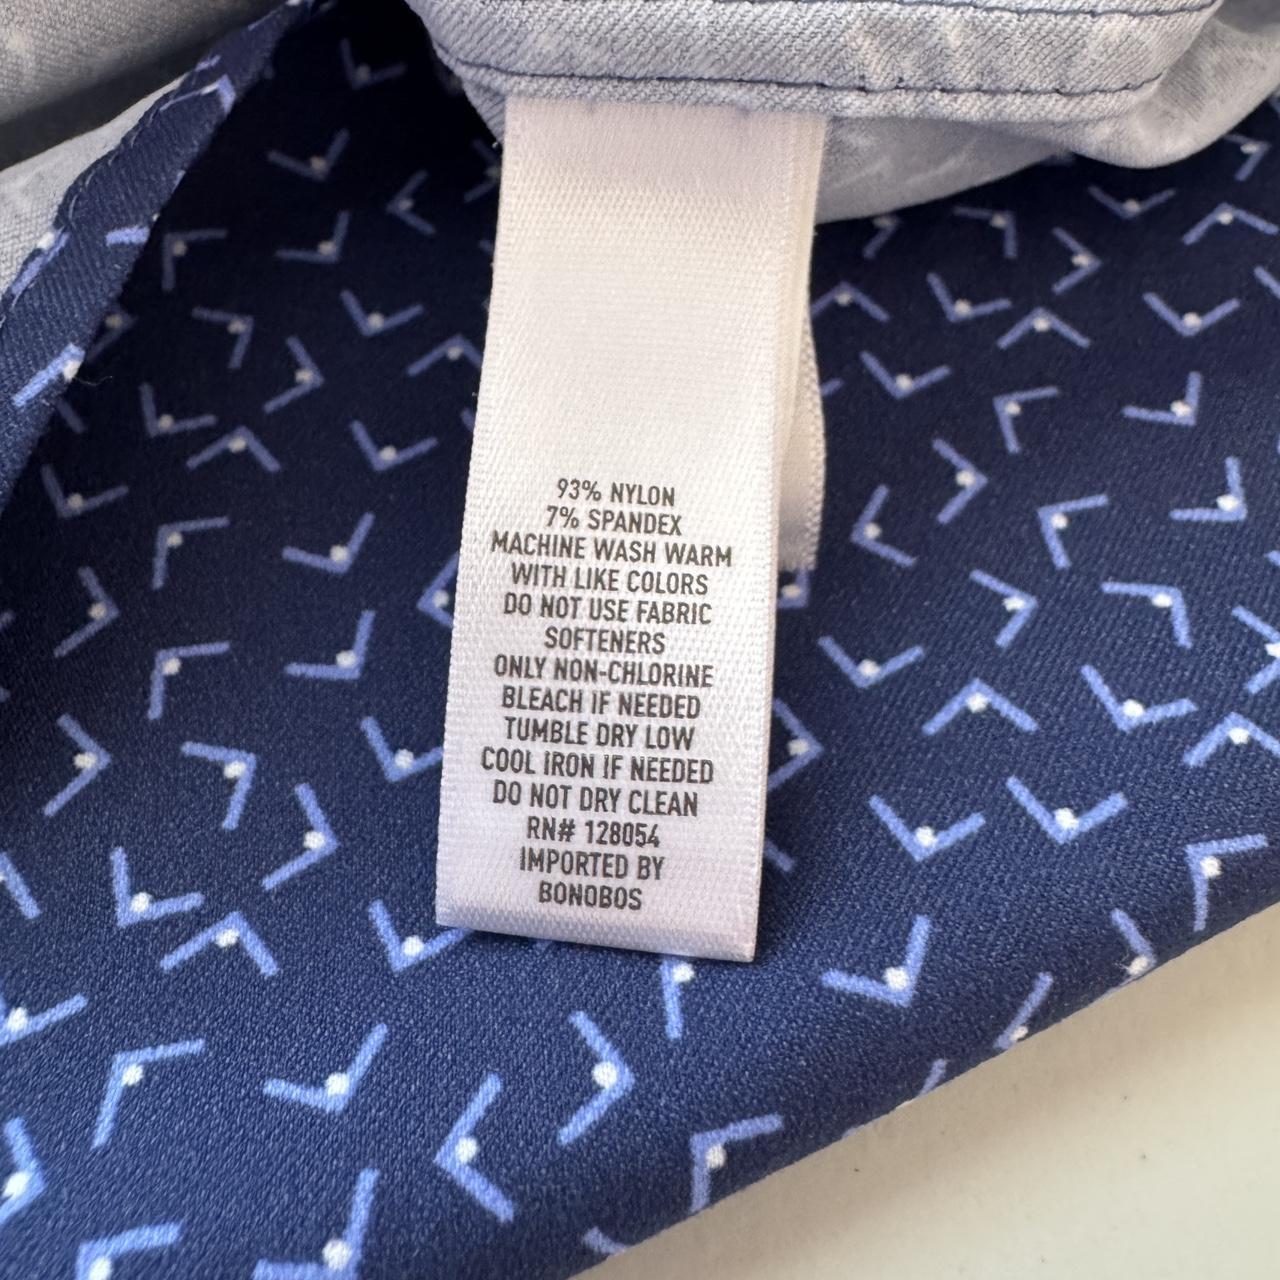 93% NYLON
7% SPANDEX
MACHINE WASH WARM
WITH LIKE COLORS
DO NOT USE FABRIC
SOFTENERS
ONLY NON-CHLORINE
BLEACH IF NEEDED
TUMBLE DRY LOW
COOL IRON IF NEEDED
DO NOT DRY CLEAN
RN# 128054
IMPORTED BY
BONOBOS